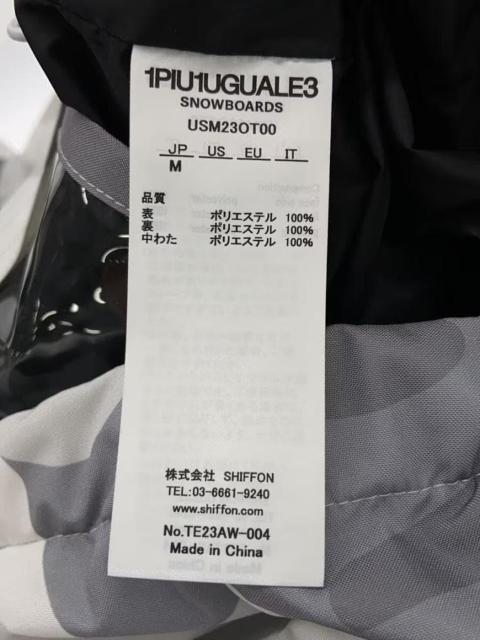 1PIU1UGUALE3
SNOWBOARDS
USM23OT00
JP US EU IT
M
品質
表 ポリエステル 100%
裏 ポリエステル 100%
中わた ポリエステル 100%
株式会社 SHIFFON
TEL:03-6661-9240
www.shiffon.com
No.TE23AW-004
Made in China